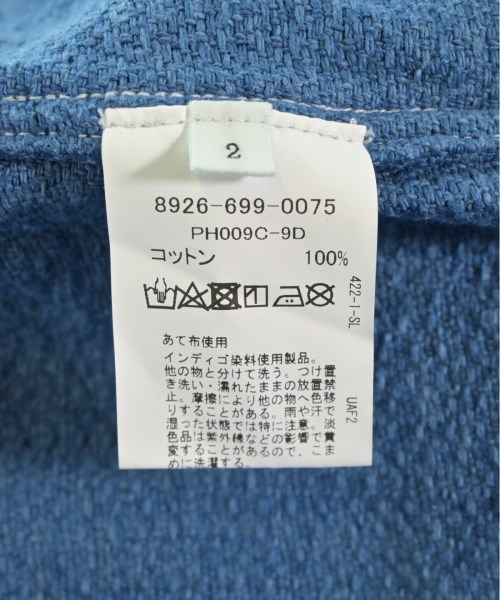 2
8926-699-0075
PH009C-9D
コットン 100%
あて布使用
インディゴ染料使用製品。
他の物と分けて洗う。つけ置
き洗い・濡れたままの放置禁
止。摩擦により他の物へ色移
りすることがある。雨や汗で
湿った状態では特に注意。淡
色品は紫外線などの影響で黄
変することがあるので、こま
めに洗濯する。
422-1-SL
UAF2